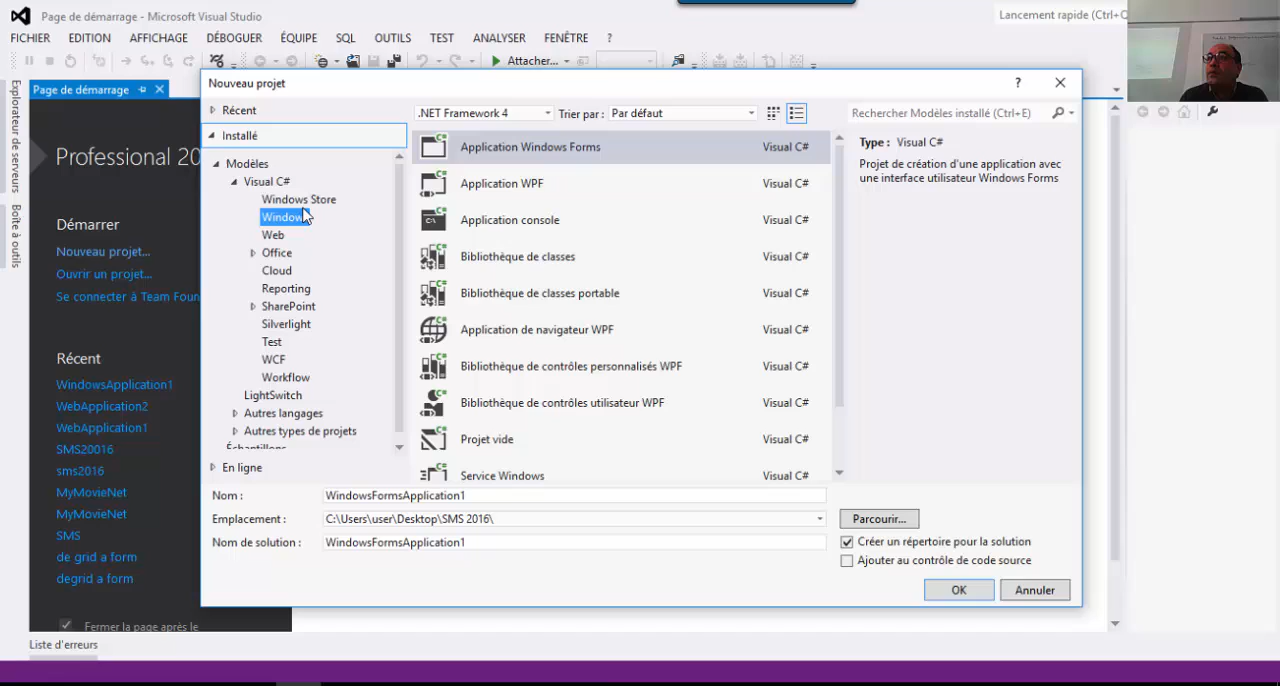 Page de démarrage - Microsoft Visual Studio
Lancement rapide (Ctrl+Q
FICHIER EDITION AFFICHAGE DÉBOGUER ÉQUIPE SQL OUTILS TEST ANALYSER FENÊTRE ?
Attacher...
Page de démarrage
Explorateur de serveurs
Boîte à outils
Professional 20
Démarrer
Nouveau projet...
Ouvrir un projet...
Se connecter à Team Foun
Récent
WindowsApplication1
WebApplication2
WebApplication1
SMS20016
sms2016
MyMovieNet
MyMovieNet
SMS
de grid a form
degrid a form
Fermer la page après le
Liste d'erreurs
Nouveau projet
?
Récent
Installé
Modèles
Visual C#
Windows Store
Window
Web
Office
Cloud
Reporting
SharePoint
Silverlight
Test
WCF
Workflow
LightSwitch
Autres langages
Autres types de projets
Échantillons
En ligne
.NET Framework 4 Trier par : Par défaut
Rechercher Modèles installé (Ctrl+E)
Application Windows Forms Visual C#
Application WPF Visual C#
Application console Visual C#
Bibliothèque de classes Visual C#
Bibliothèque de classes portable Visual C#
Application de navigateur WPF Visual C#
Bibliothèque de contrôles personnalisés WPF Visual C#
Bibliothèque de contrôles utilisateur WPF Visual C#
Projet vide Visual C#
Service Windows Visual C#
Type : Visual C#
Projet de création d'une application avec
une interface utilisateur Windows Forms
Nom : WindowsFormsApplication1
Emplacement : C:\Users\user\Desktop\SMS 2016\
Parcourir...
Nom de solution : WindowsFormsApplication1
Créer un répertoire pour la solution
Ajouter au contrôle de code source
OK Annuler